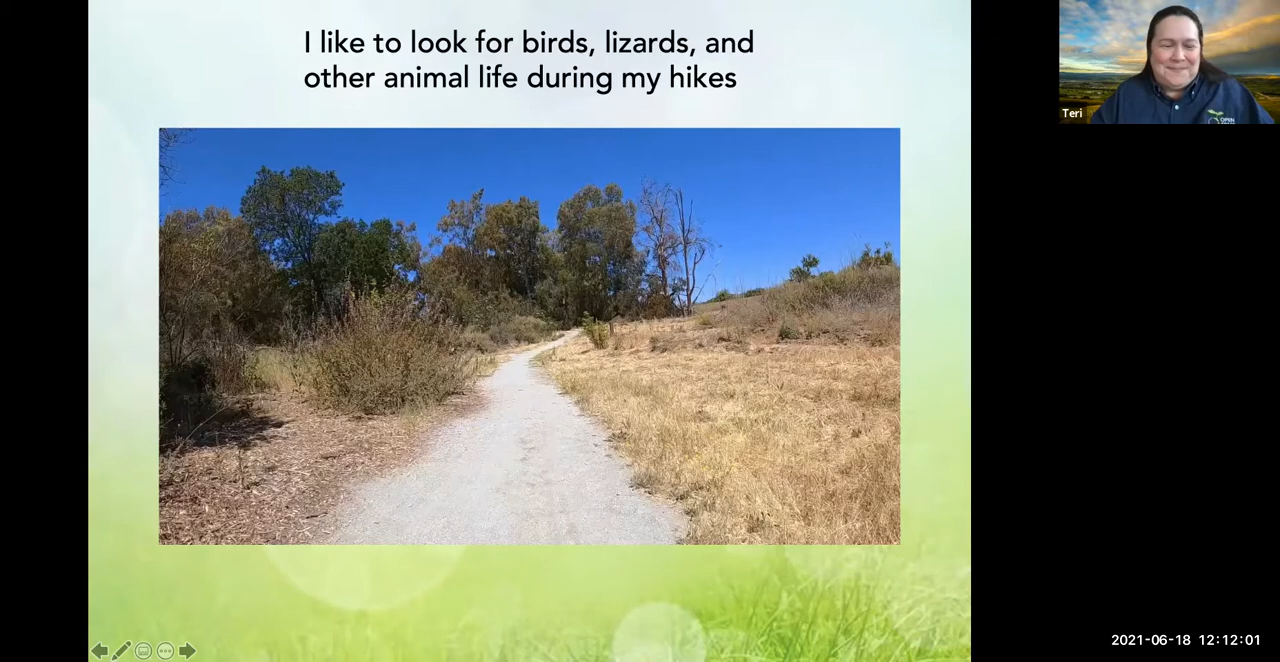 I like to look for birds, lizards, and
other animal life during my hikes
Teri
OPEN
2021-06-18 12:12:01